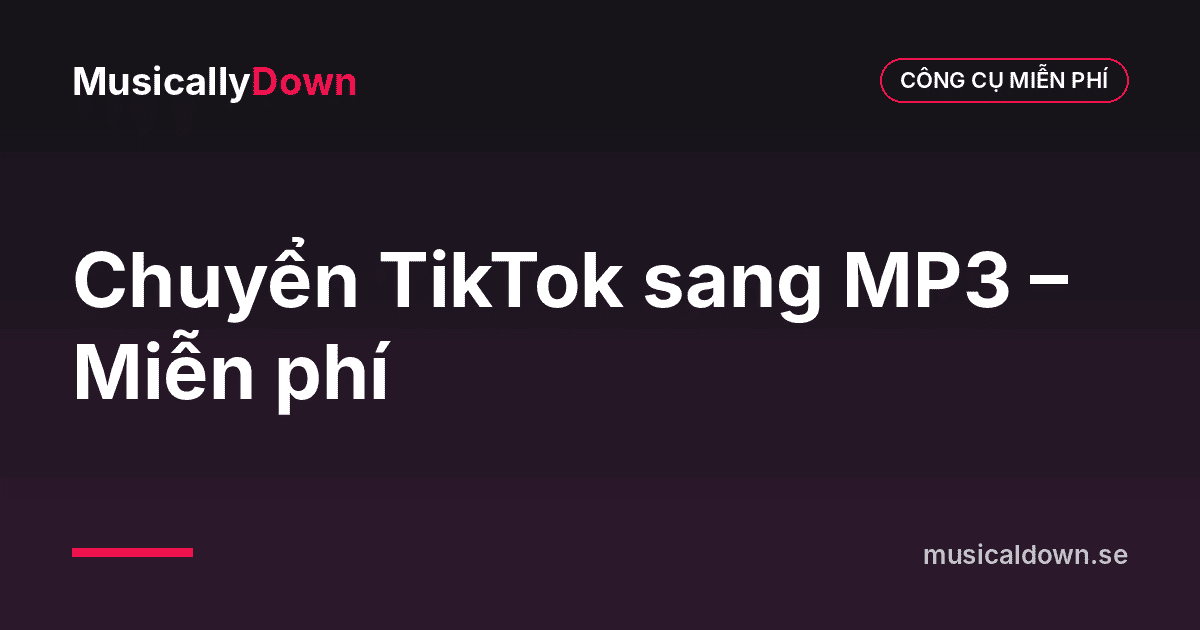 MusicallyDown
CÔNG CỤ MIỄN PHÍ
Chuyển TikTok sang MP3 –
Miễn phí
musicaldown.se